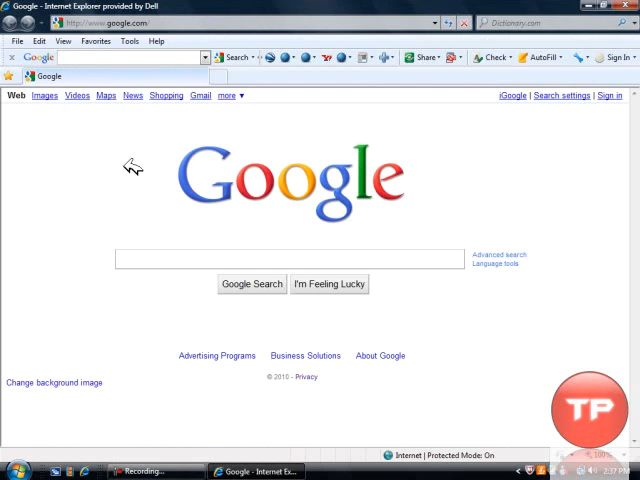 Google - Internet Explorer provided by Dell
http://www.google.com/
Dictionary.com
File Edit View Favorites Tools Help
Google Search Share Check AutoFill Sign In
Google
Web Images Videos Maps News Shopping Gmail more ▼
iGoogle | Search settings | Sign in
Google
Advanced search
Language tools
Google Search I'm Feeling Lucky
Advertising Programs Business Solutions About Google
© 2010 - Privacy
Change background image
TP
Internet | Protected Mode: On
100%
Recording... Google - Internet Ex...
2:37 PM